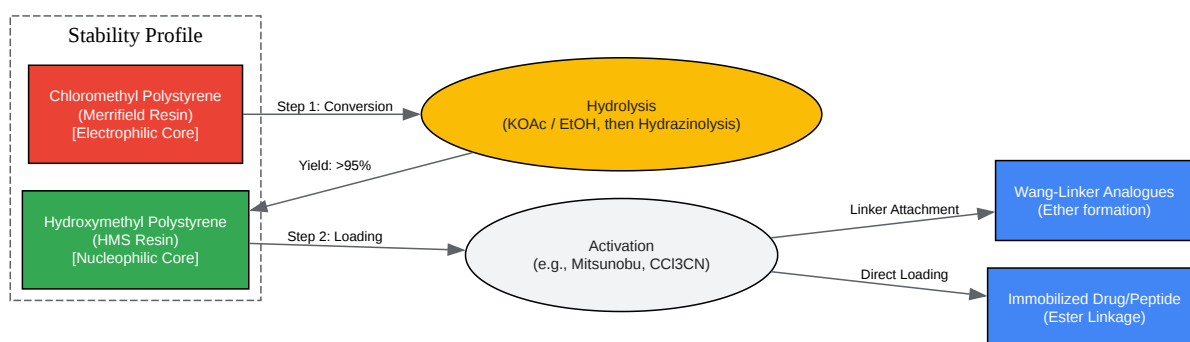 Stability Profile
Chloromethyl Polystyrene
(Merrifield Resin)
[Electrophilic Core]
Step 1: Conversion
Hydrolysis
(KOAc / EtOH, then Hydrazinolysis)
Yield: >95%
Hydroxymethyl Polystyrene
(HMS Resin)
[Nucleophilic Core]
Step 2: Loading
Activation
(e.g., Mitsunobu, CCl3CN)
Linker Attachment
Wang-Linker Analogues
(Ether formation)
Direct Loading
Immobilized Drug/Peptide
(Ester Linkage)